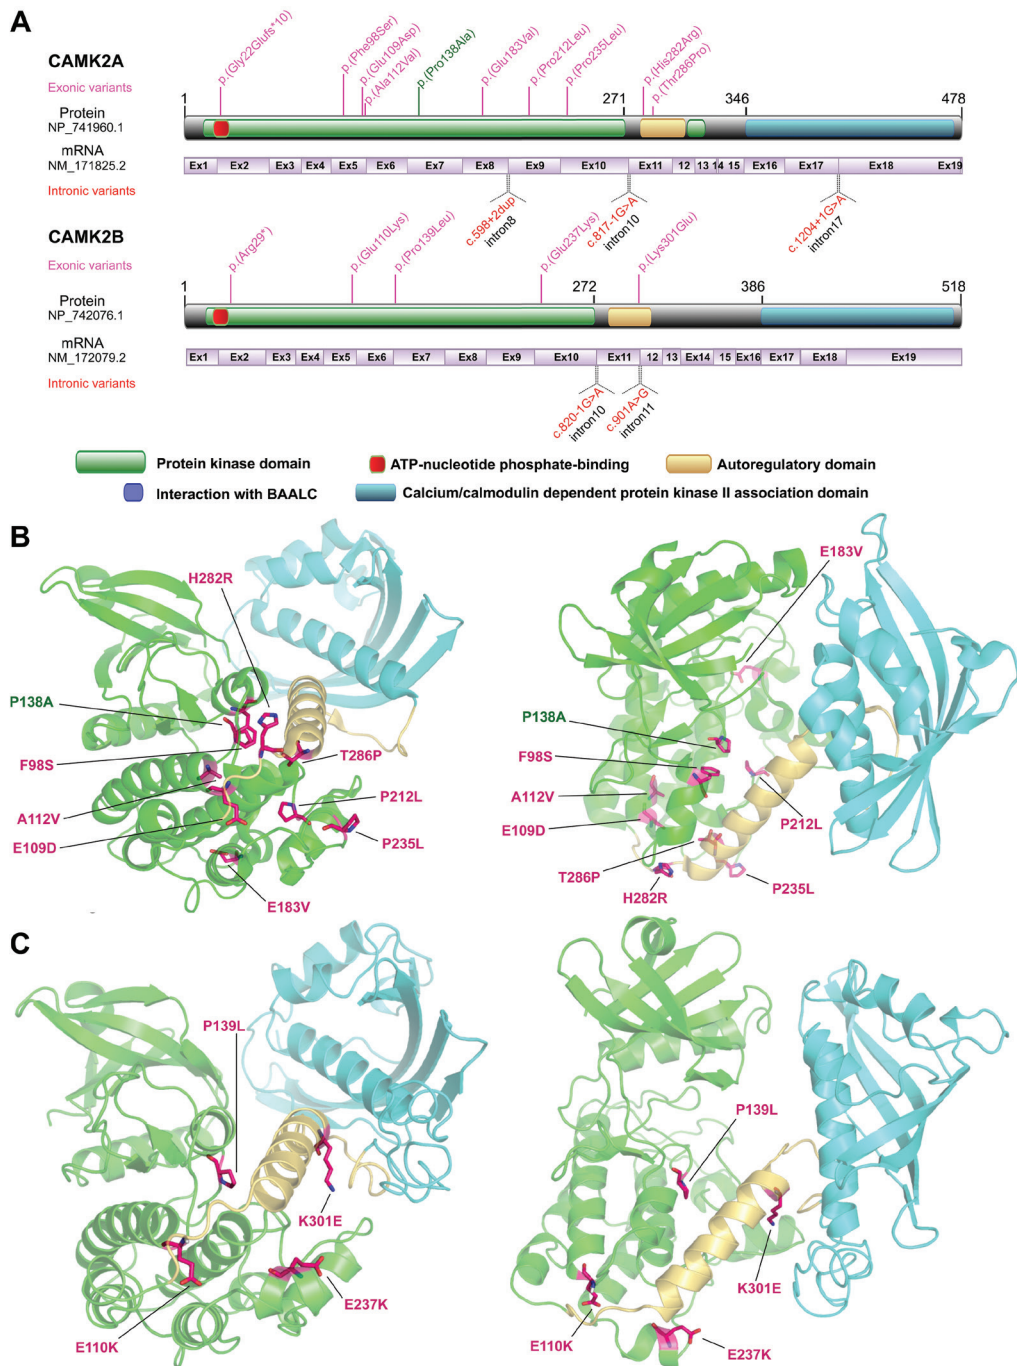 A
CAMK2A
Exonic variants
p.(Gly22Glufs*10)
p.(Phe98Ser)
p.(Glu109Asp)
p.(Ala112Val)
p.(Pro138Ala)
p.(Glu183Val)
p.(Pro212Leu)
p.(Pro235Leu)
p.(His282Arg)
p.(Thr286Pro)
1 271 346 478
Protein
NP_741960.1
mRNA
NM_171825.2
Ex1 Ex2 Ex3 Ex4 Ex5 Ex6 Ex7 Ex8 Ex9 Ex10 Ex11 12 13 14 15 Ex16 Ex17 Ex18 Ex19
Intronic variants
c.598+2dup
intron8
c.817-1G>A
intron10
c.1204+1G>A
intron17
CAMK2B
Exonic variants
p.(Arg29*)
p.(Glu110Lys)
p.(Pro139Leu)
p.(Glu237Lys)
p.(Lys301Glu)
1 272 386 518
Protein
NP_742076.1
mRNA
NM_172079.2
Ex1 Ex2 Ex3 Ex4 Ex5 Ex6 Ex7 Ex8 Ex9 Ex10 Ex11 12 13 Ex14 15 Ex16 Ex17 Ex18 Ex19
Intronic variants
c.820-1G>A
intron10
c.901A>G
intron11
Protein kinase domain
ATP-nucleotide phosphate-binding
Autoregulatory domain
Interaction with BAALC
Calcium/calmodulin dependent protein kinase II association domain
B
H282R
P138A
F98S
A112V
E109D
E183V
T286P
P212L
P235L
E183V
P138A
F98S
A112V
E109D
T286P
H282R
P212L
P235L
C
P139L
K301E
E237K
E110K
P139L
K301E
E110K
E237K